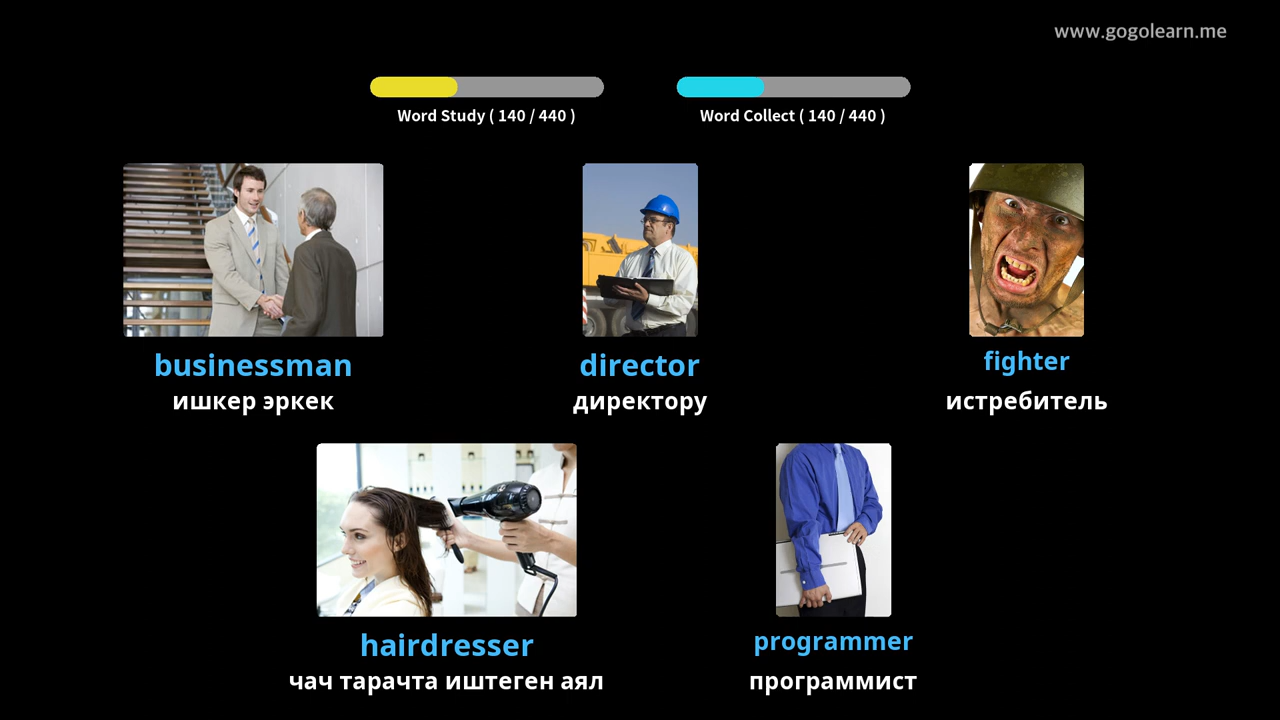 www.gogolearn.me
Word Study ( 140 / 440 )
Word Collect ( 140 / 440 )
businessman
ишкер эркек
director
директору
fighter
истребитель
hairdresser
чач тарачта иштеген аял
programmer
программист